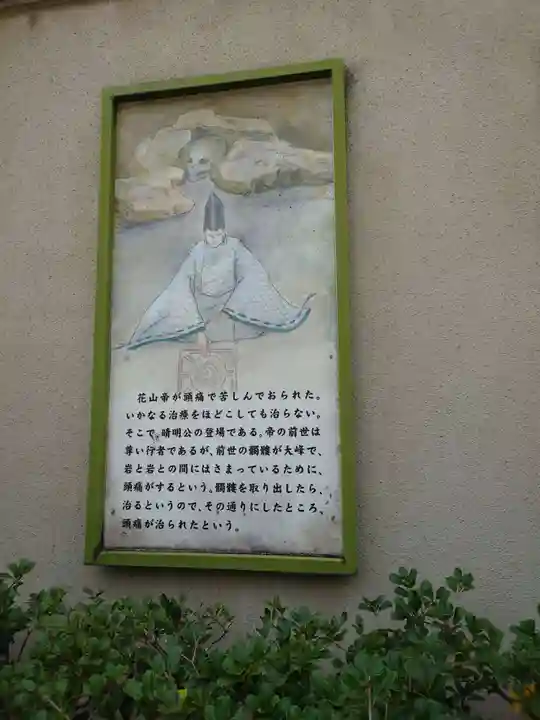 花山帝が頭痛で苦しんでおられた。
いかなる治療をほどこしても治らない。
そこで、晴明公の登場である。帝の前世は
尊い行者であるが、前世の髑髏が大峰で、
岩と岩との間にはさまっているために、
頭痛がするという。髑髏を取り出したら、
治るというので、その通りにしたところ、
頭痛が治られたという。